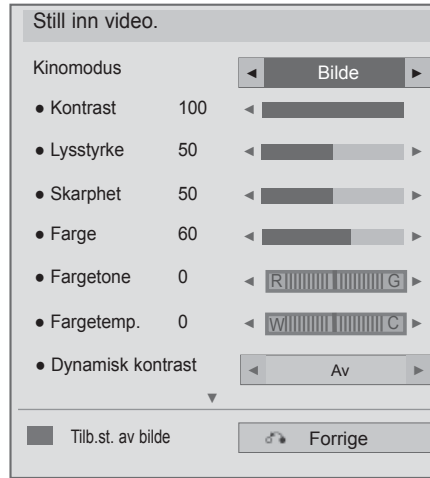 Still inn video.
Kinomodus ◄ Bilde ►
● Kontrast 100 ◄
● Lysstyrke 50 ◄ ►
● Skarphet 50 ◄ ►
● Farge 60 ◄ ►
● Fargetone 0 ◄ R G ►
● Fargetemp. 0 ◄ W C ►
● Dynamisk kontrast ◄ Av ►
▼
Tilb.st. av bilde Forrige